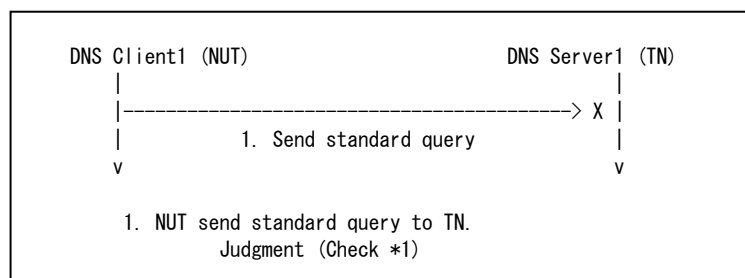 DNS Client1 (NUT) DNS Server1 (TN)
| |
|------------------------------------------> X |
| 1. Send standard query |
v v
1. NUT send standard query to TN.
Judgment (Check *1)